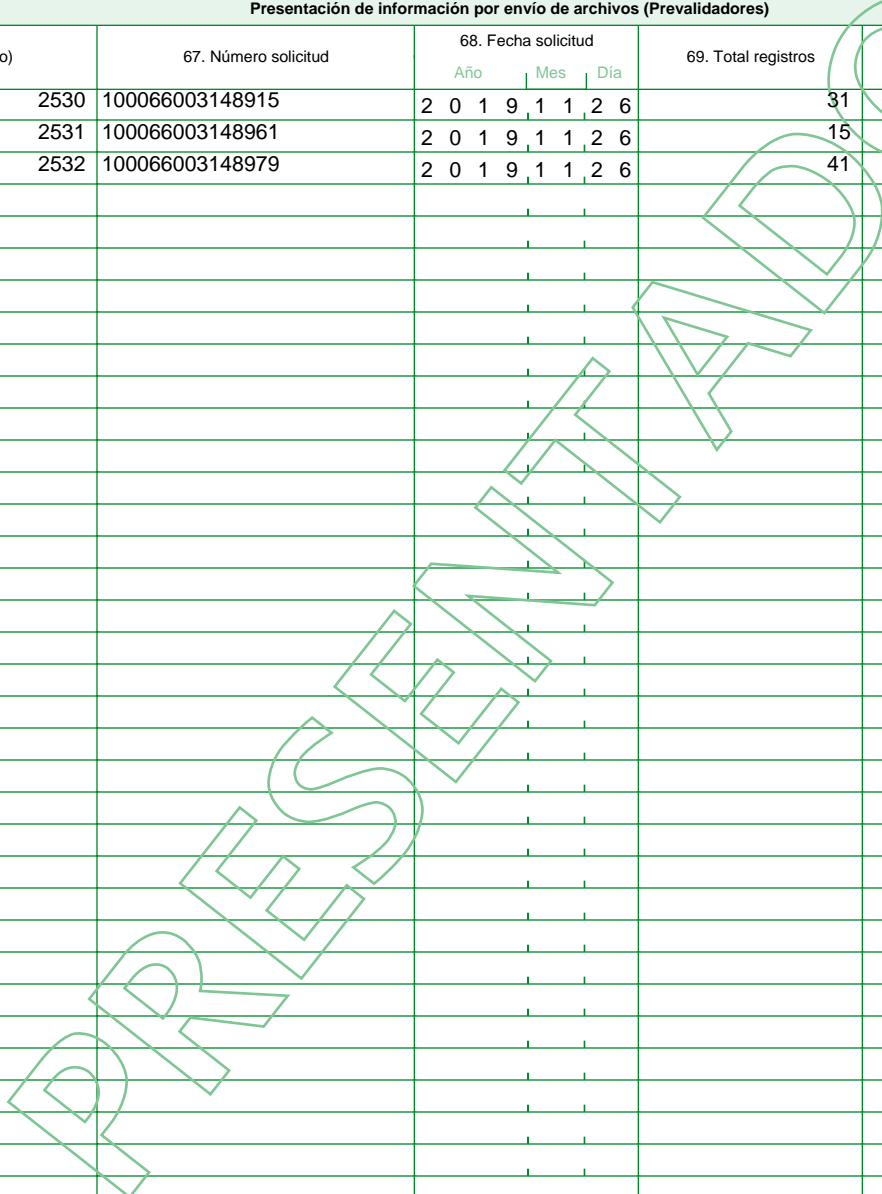 Presentación de información por envío de archivos (Prevalidadores)
o) 67. Número solicitud 68. Fecha solicitud 69. Total registros
Año Mes Día
2530 100066003148915 2 0 1 9 1 1 2 6 31
2531 100066003148961 2 0 1 9 1 1 2 6 15
2532 100066003148979 2 0 1 9 1 1 2 6 41
PRESENTADO